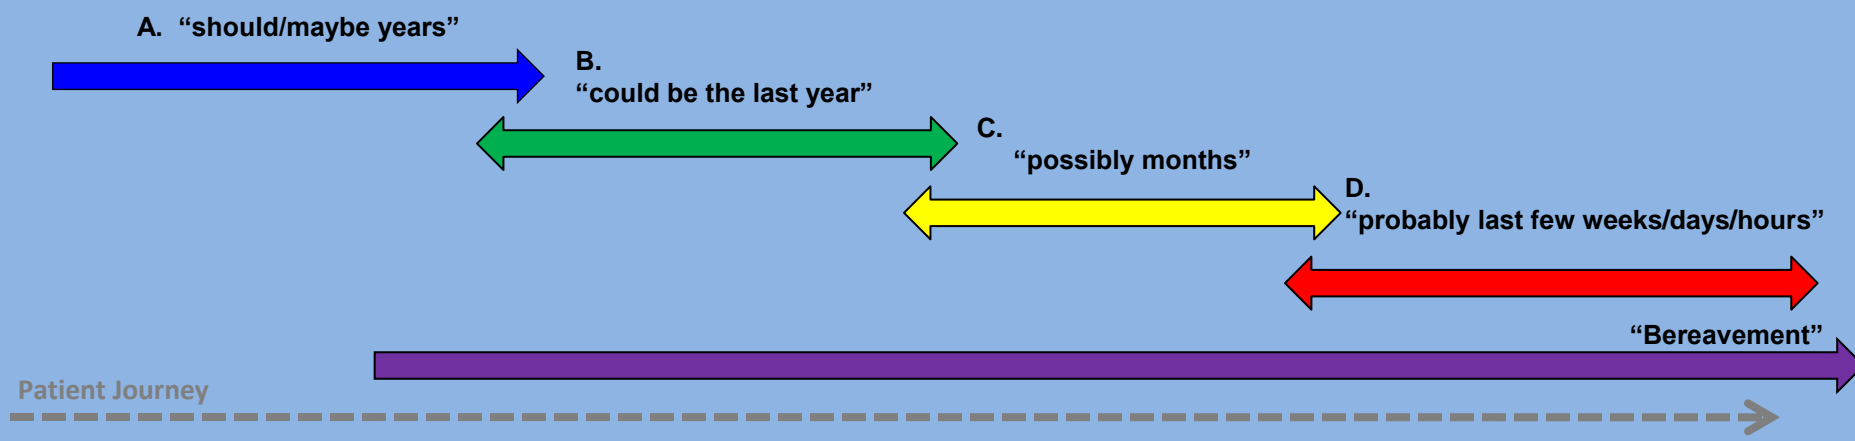 A. “should/maybe years”
B.
“could be the last year”
C.
“possibly months”
D.
“probably last few weeks/days/hours”
“Bereavement”
Patient Journey